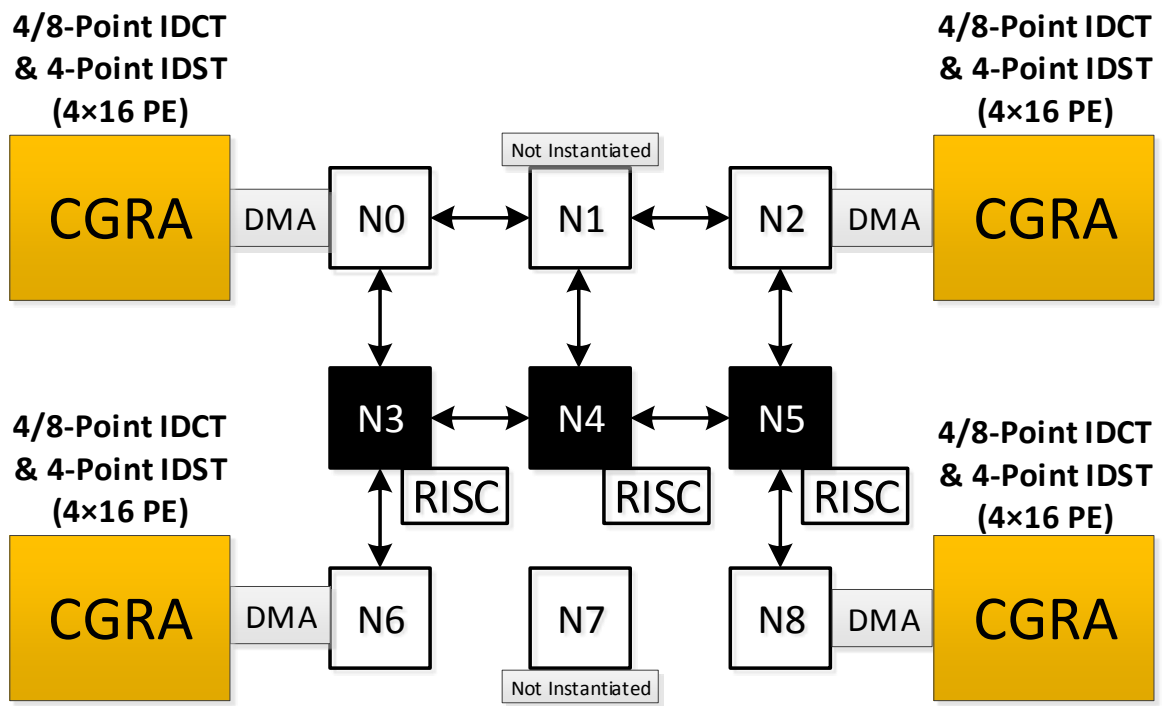 4/8-Point IDCT
& 4-Point IDST
(4×16 PE)
4/8-Point IDCT
& 4-Point IDST
(4×16 PE)
Not Instantiated
CGRA
DMA
N0
N1
N2
DMA
CGRA
N3
N4
N5
RISC
RISC
RISC
4/8-Point IDCT
& 4-Point IDST
(4×16 PE)
4/8-Point IDCT
& 4-Point IDST
(4×16 PE)
CGRA
DMA
N6
N7
N8
DMA
CGRA
Not Instantiated